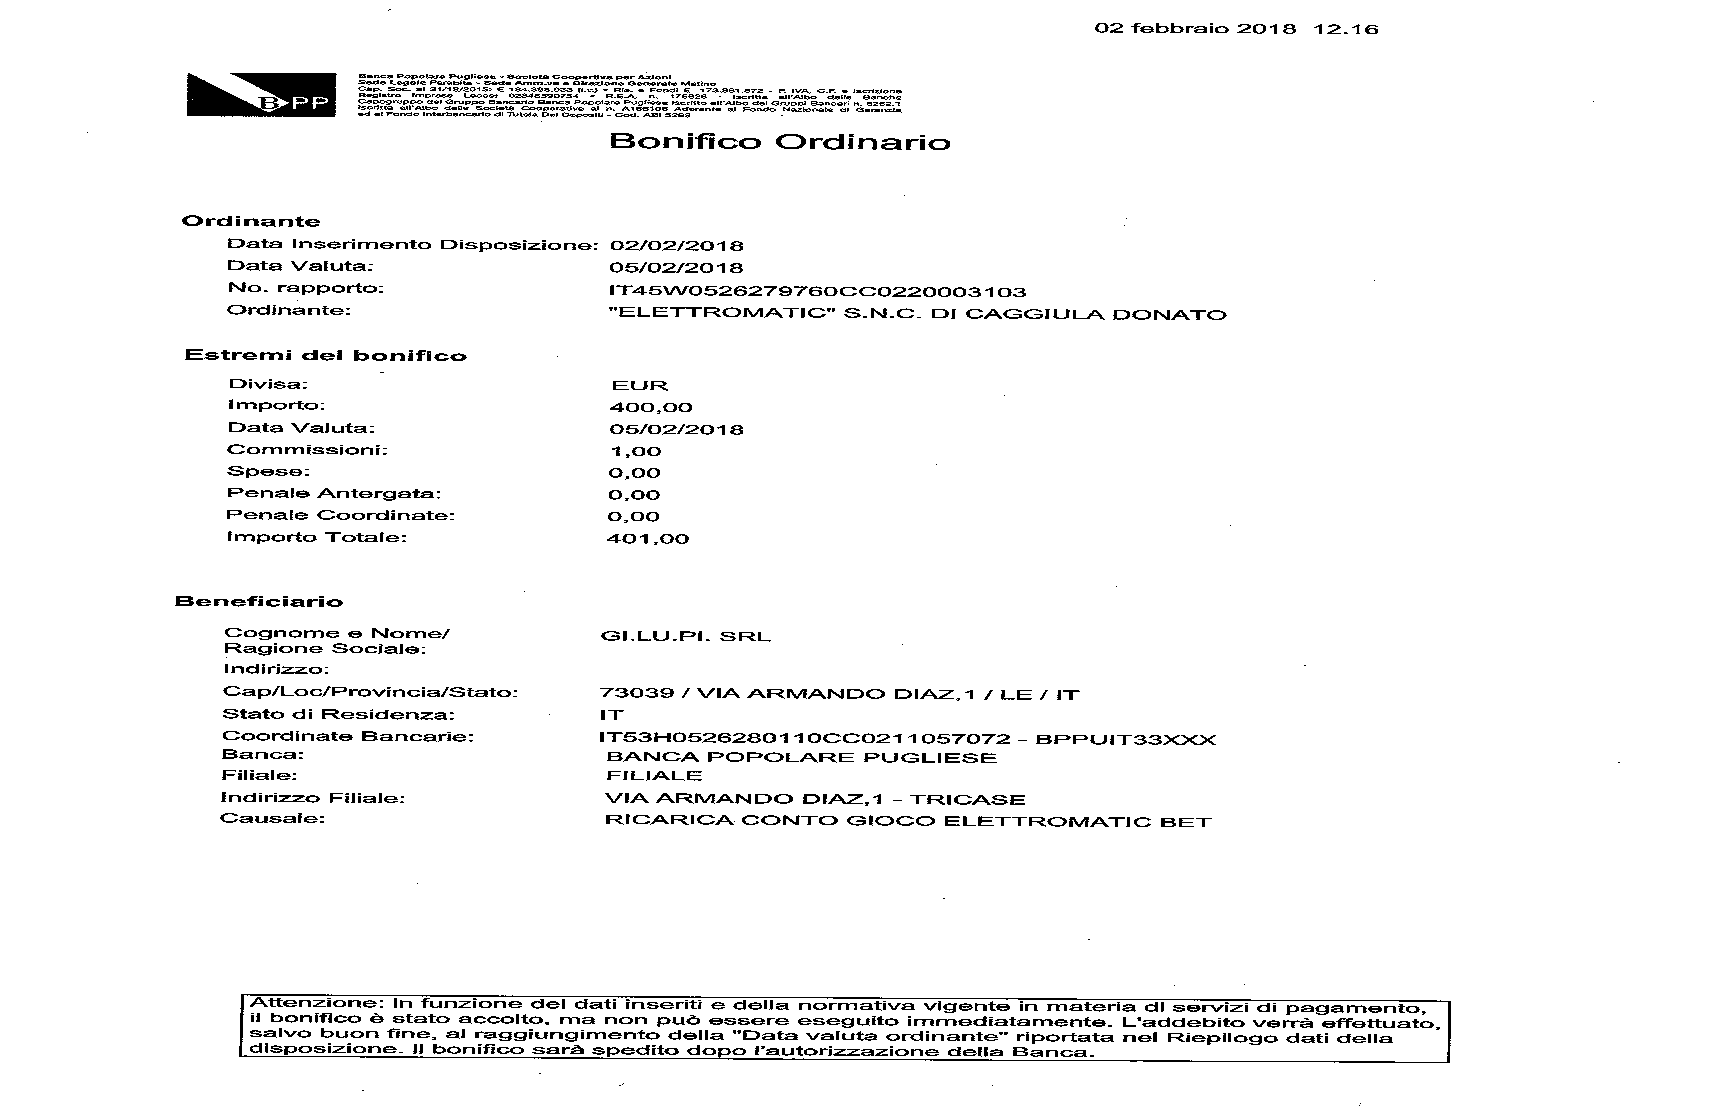 02 febbraio 2018 12.16
B PP
Banca Popolare Pugliese - Società Cooperativa per Azioni
Sede Legale Parabita - Sede Amm.va e Direzione Generale Matino
Cap. Soc. al 31/12/2015: € (i.v.) - Ris. e Fondi € - P. IVA, C.F. e Iscrizione
Registro Imprese Lecce: - R.E.A. n. - Iscritta all'Albo delle Banche
Capogruppo del Gruppo Bancario Banca Popolare Pugliese iscritto all'Albo dei Gruppi Bancari n. 5262.1
Iscritta all'Albo delle Società Cooperative al n. A166106 Aderente al Fondo Nazionale di Garanzia
ed al Fondo Interbancario di Tutela Dei Depositi - Cod. ABI 5262
Bonifico Ordinario
Ordinante
Data Inserimento Disposizione: 02/02/2018
Data Valuta: 05/02/2018
No. rapporto: IT45W0526279760CC0220003103
Ordinante: "ELETTROMATIC" S.N.C. DI CAGGIULA DONATO
Estremi del bonifico
Divisa: EUR
Importo: 400,00
Data Valuta: 05/02/2018
Commissioni: 1,00
Spese: 0,00
Penale Antergata: 0,00
Penale Coordinate: 0,00
Importo Totale: 401,00
Beneficiario
Cognome e Nome/ GI.LU.PI. SRL
Ragione Sociale:
Indirizzo:
Cap/Loc/Provincia/Stato: 73039 / VIA ARMANDO DIAZ,1 / LE / IT
Stato di Residenza: IT
Coordinate Bancarie: IT53H0526280110CC0211057072 - BPPUIT33XXX
Banca: BANCA POPOLARE PUGLIESE
Filiale: FILIALE
Indirizzo Filiale: VIA ARMANDO DIAZ,1 - TRICASE
Causale: RICARICA CONTO GIOCO ELETTROMATIC BET
Attenzione: In funzione dei dati inseriti e della normativa vigente in materia di servizi di pagamento,
il bonifico è stato accolto, ma non può essere eseguito immediatamente. L'addebito verrà effettuato,
salvo buon fine, al raggiungimento della "Data valuta ordinante" riportata nel Riepilogo dati della
disposizione. Il bonifico sarà spedito dopo l'autorizzazione della Banca.